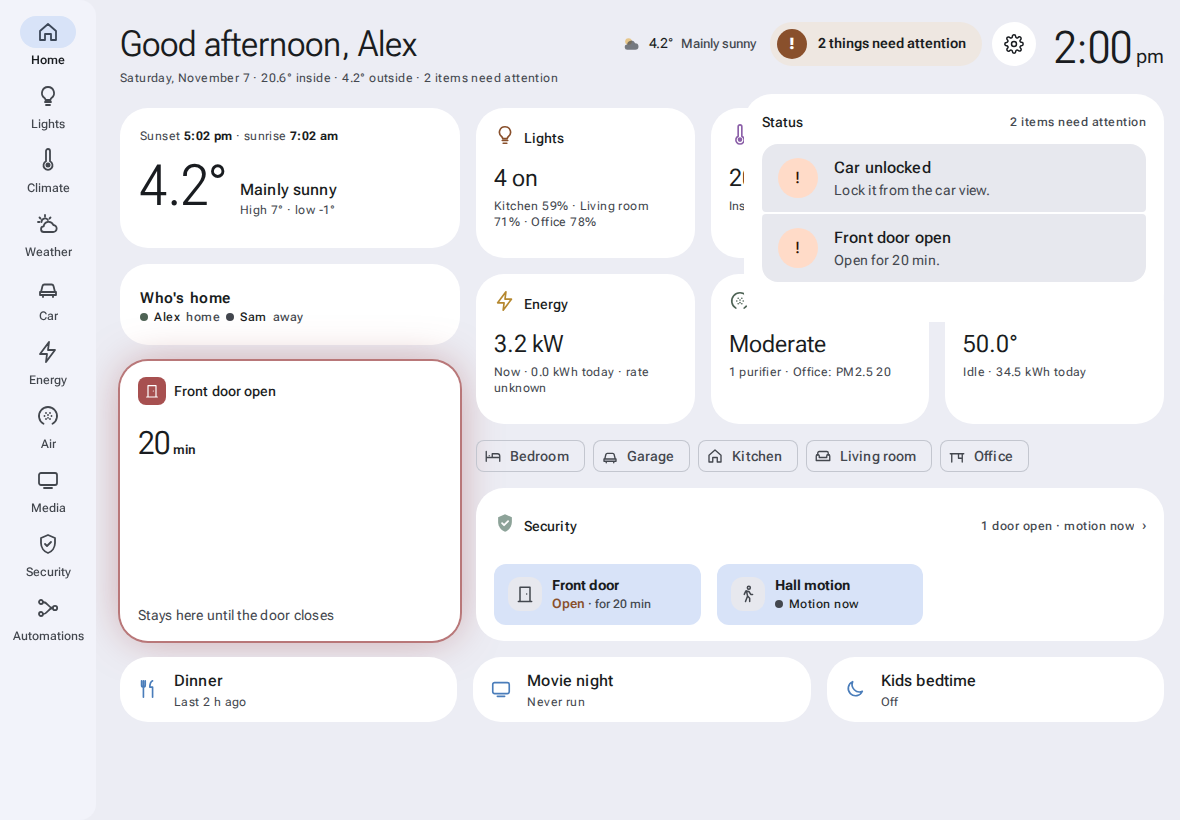 Home
Lights
Climate
Weather
Car
Energy
Air
Media
Security
Automations
Good afternoon, Alex
Saturday, November 7 · 20.6° inside · 4.2° outside · 2 items need attention
4.2° Mainly sunny
! 2 things need attention
2:00 pm
Sunset 5:02 pm · sunrise 7:02 am
4.2°
Mainly sunny
High 7° · low -1°
Who's home
Alex home Sam away
Front door open
20 min
Stays here until the door closes
Lights
4 on
Kitchen 59% · Living room
71% · Office 78%
Status
2 items need attention
! Car unlocked
Lock it from the car view.
! Front door open
Open for 20 min.
Energy
3.2 kW
Now · 0.0 kWh today · rate
unknown
Moderate
1 purifier · Office: PM2.5 20
50.0°
Idle · 34.5 kWh today
Bedroom
Garage
Kitchen
Living room
Office
Security
1 door open · motion now ›
Front door
Open · for 20 min
Hall motion
Motion now
Dinner
Last 2 h ago
Movie night
Never run
Kids bedtime
Off